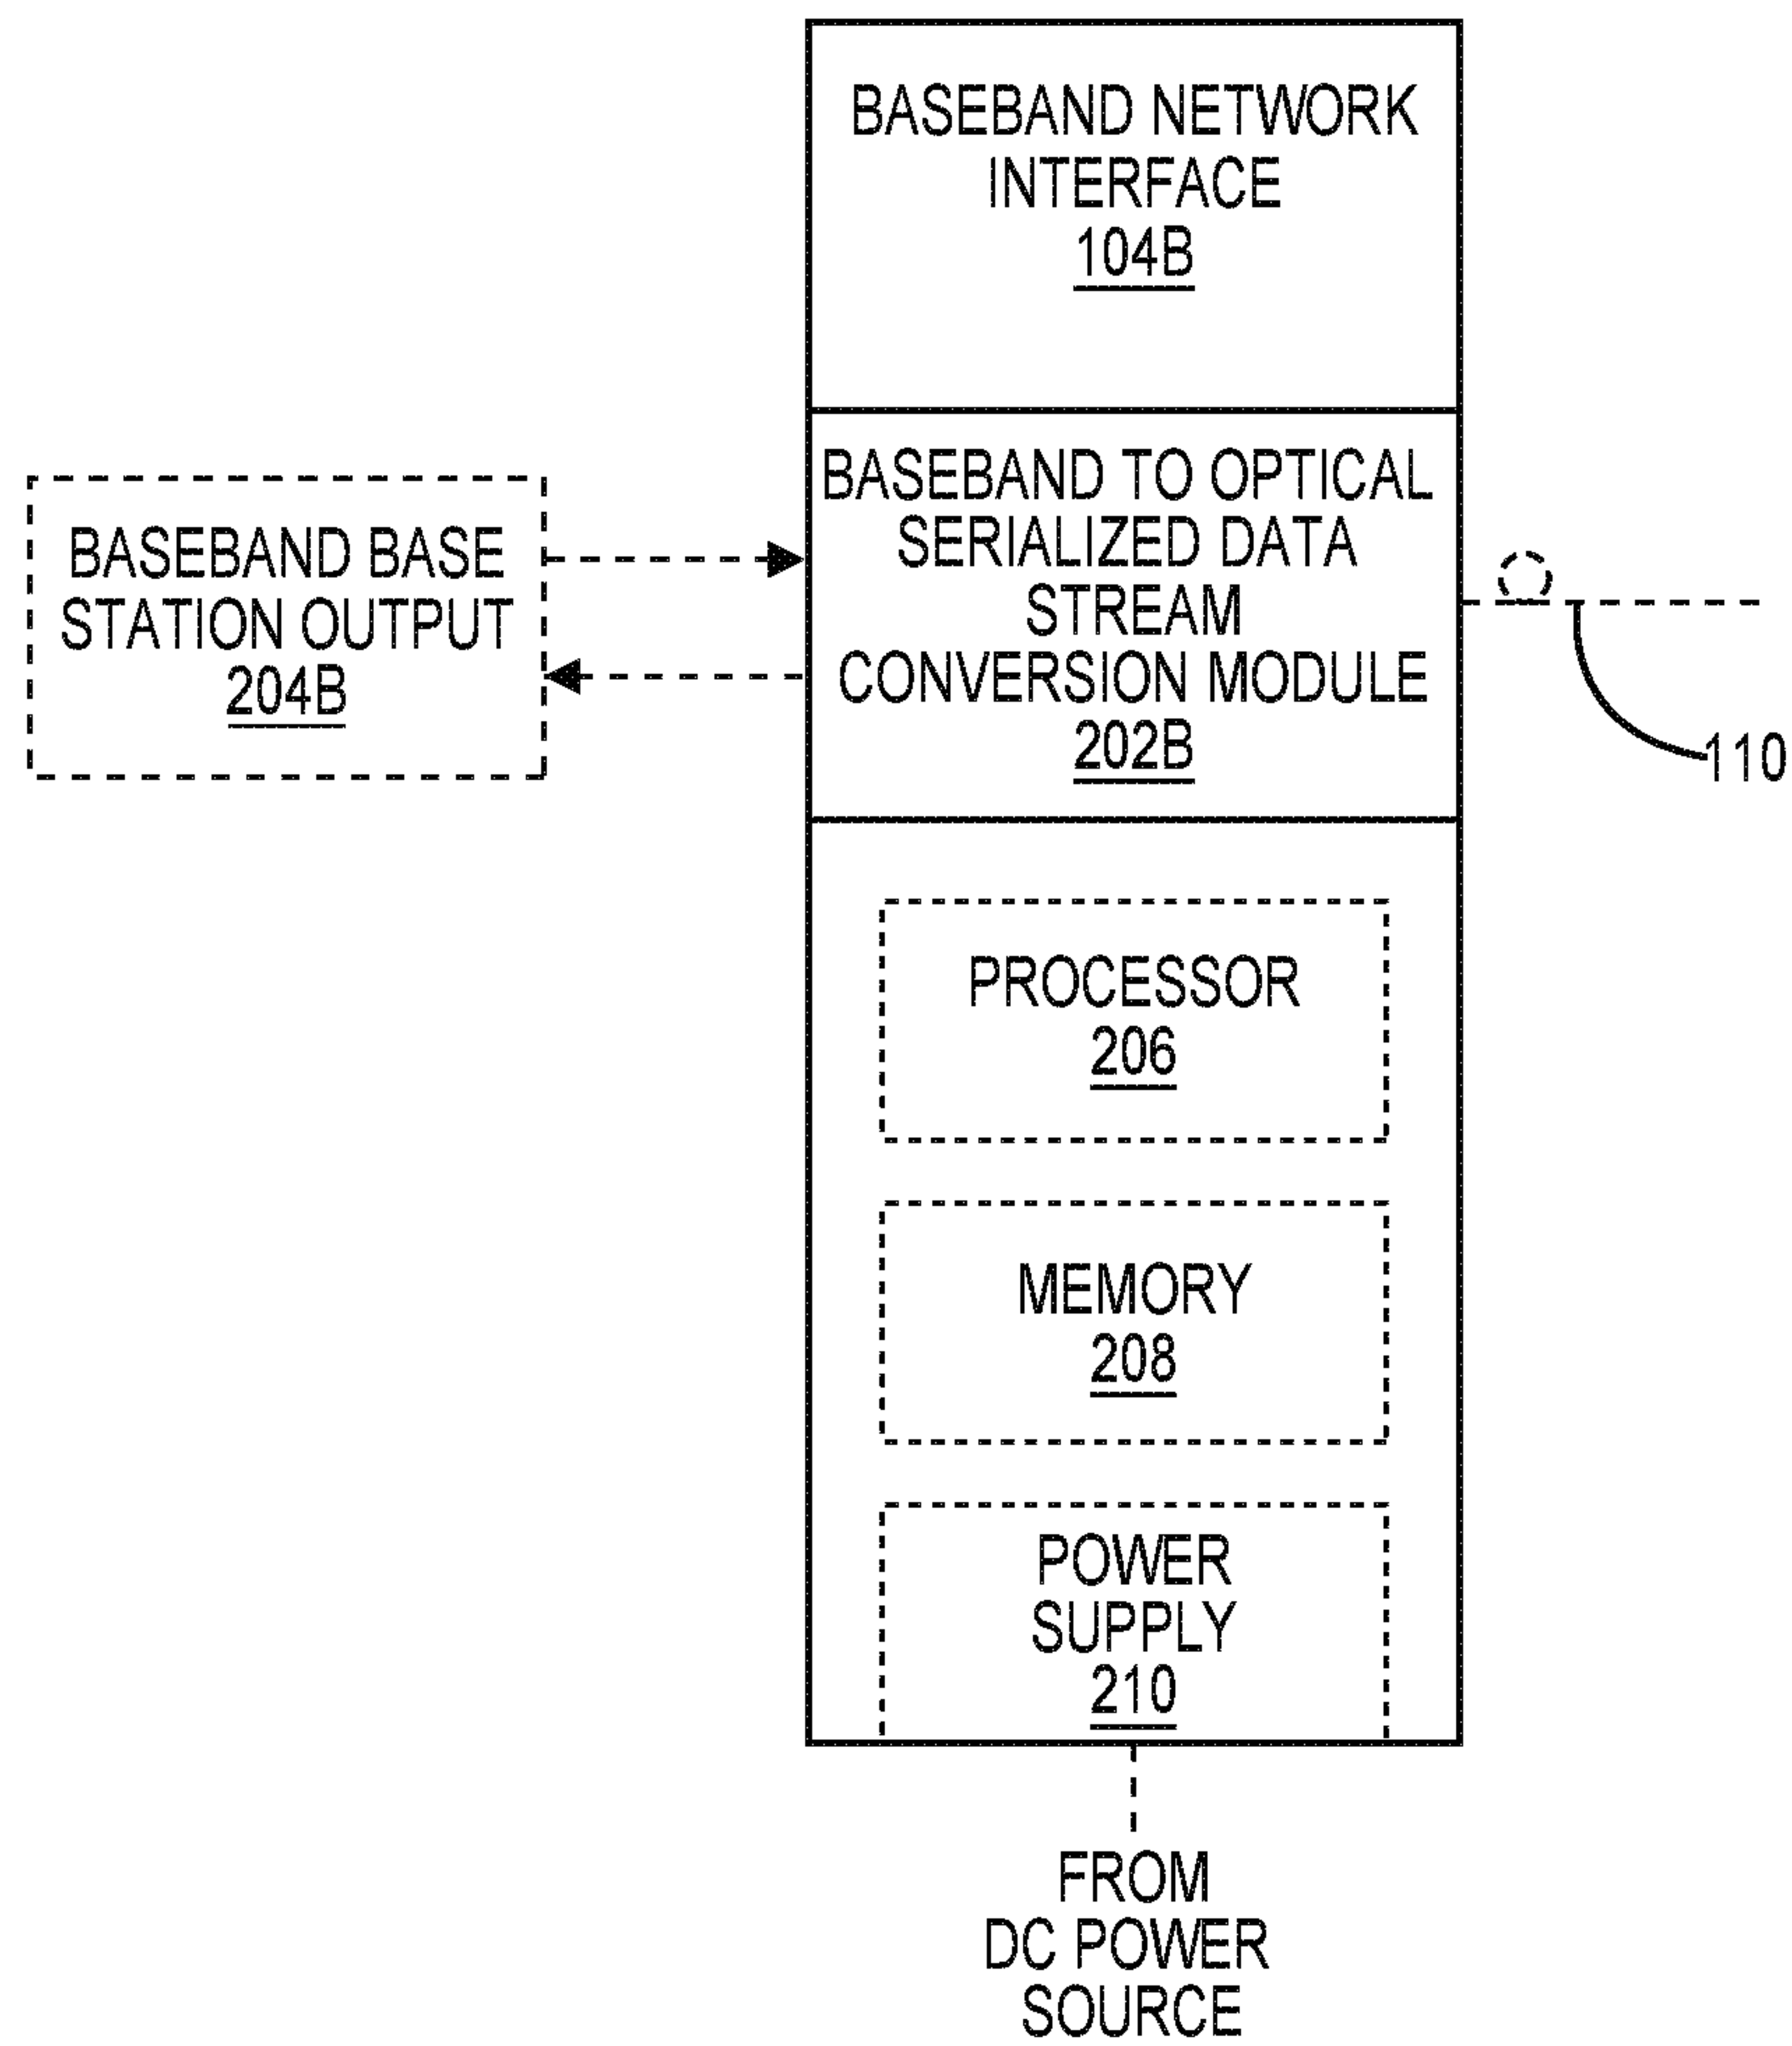 BASEBAND NETWORK
INTERFACE
104B
BASEBAND TO OPTICAL
SERIALIZED DATA
STREAM
CONVERSION MODULE
202B
BASEBAND BASE
STATION OUTPUT
204B
110
PROCESSOR
206
MEMORY
208
POWER
SUPPLY
210
FROM
DC POWER
SOURCE